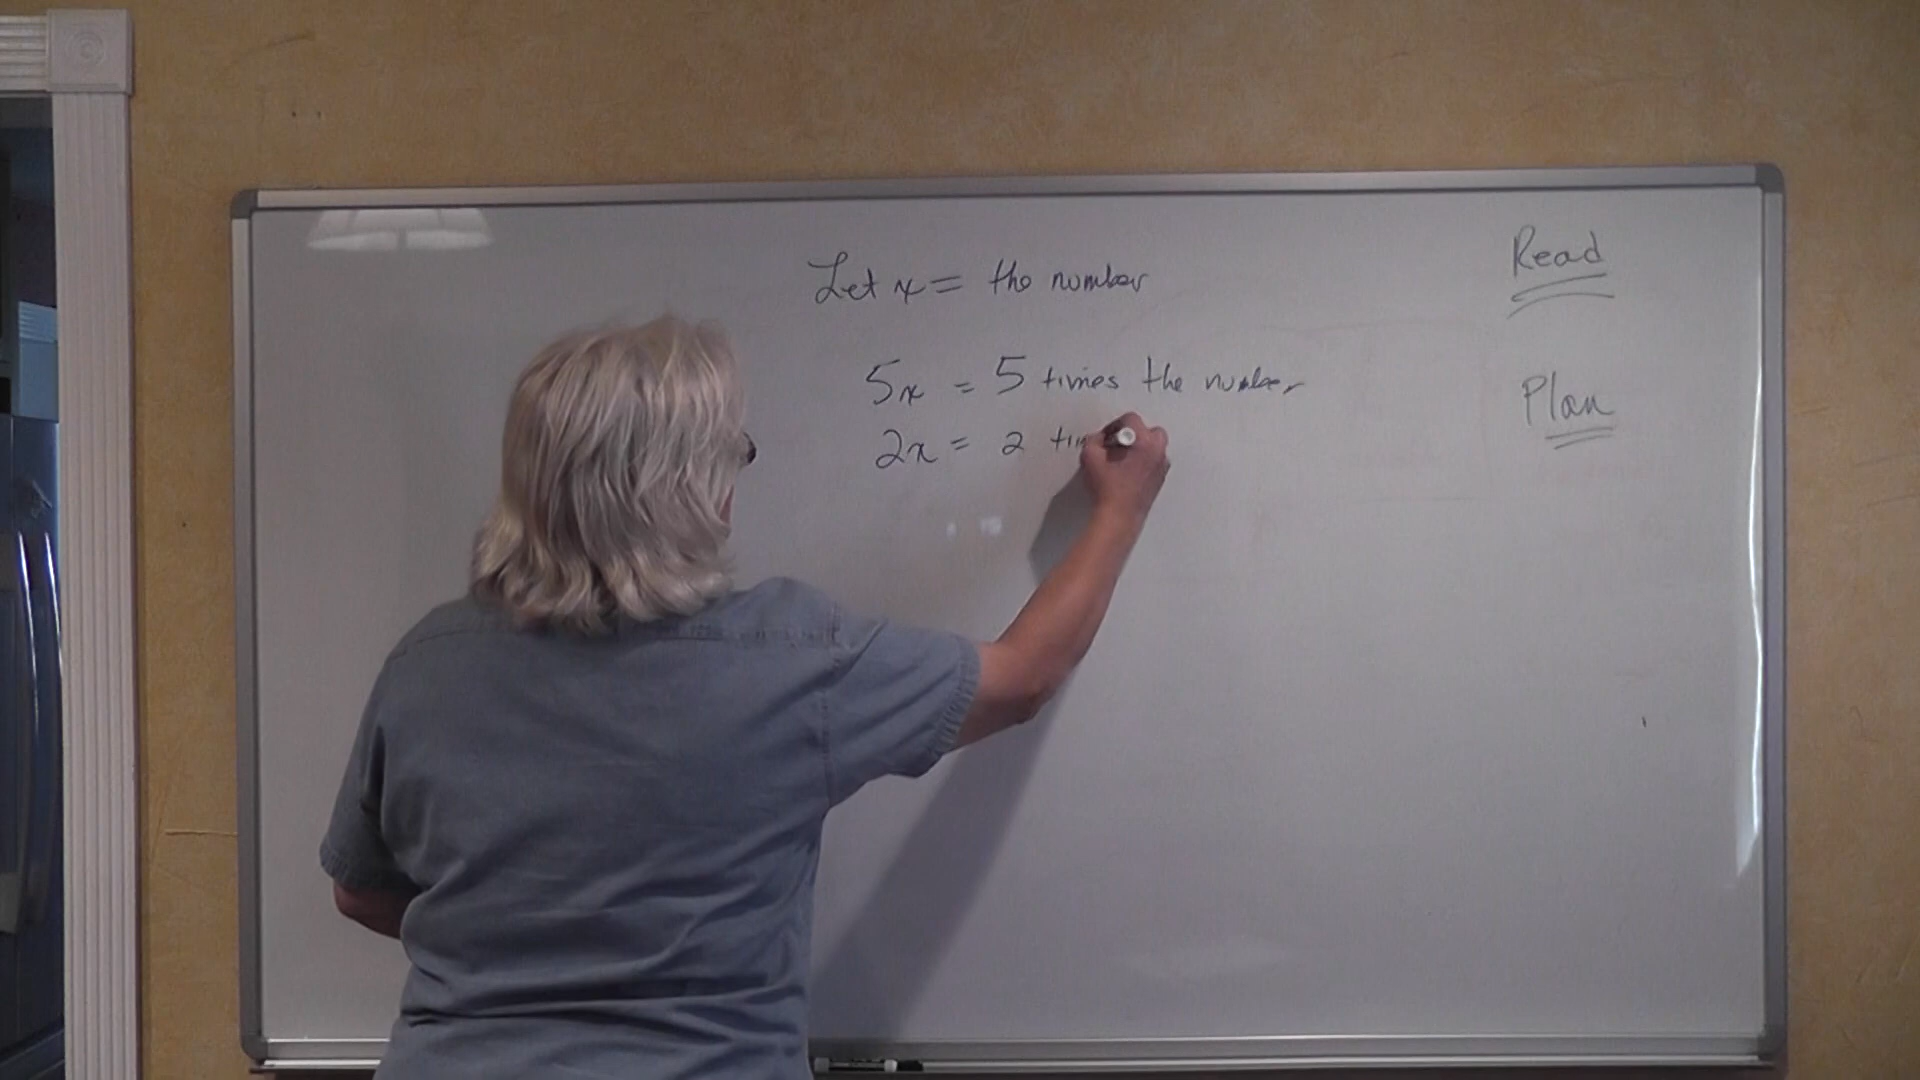 Let x = the number
5x = 5 times the number
2x = 2
Read
Plan